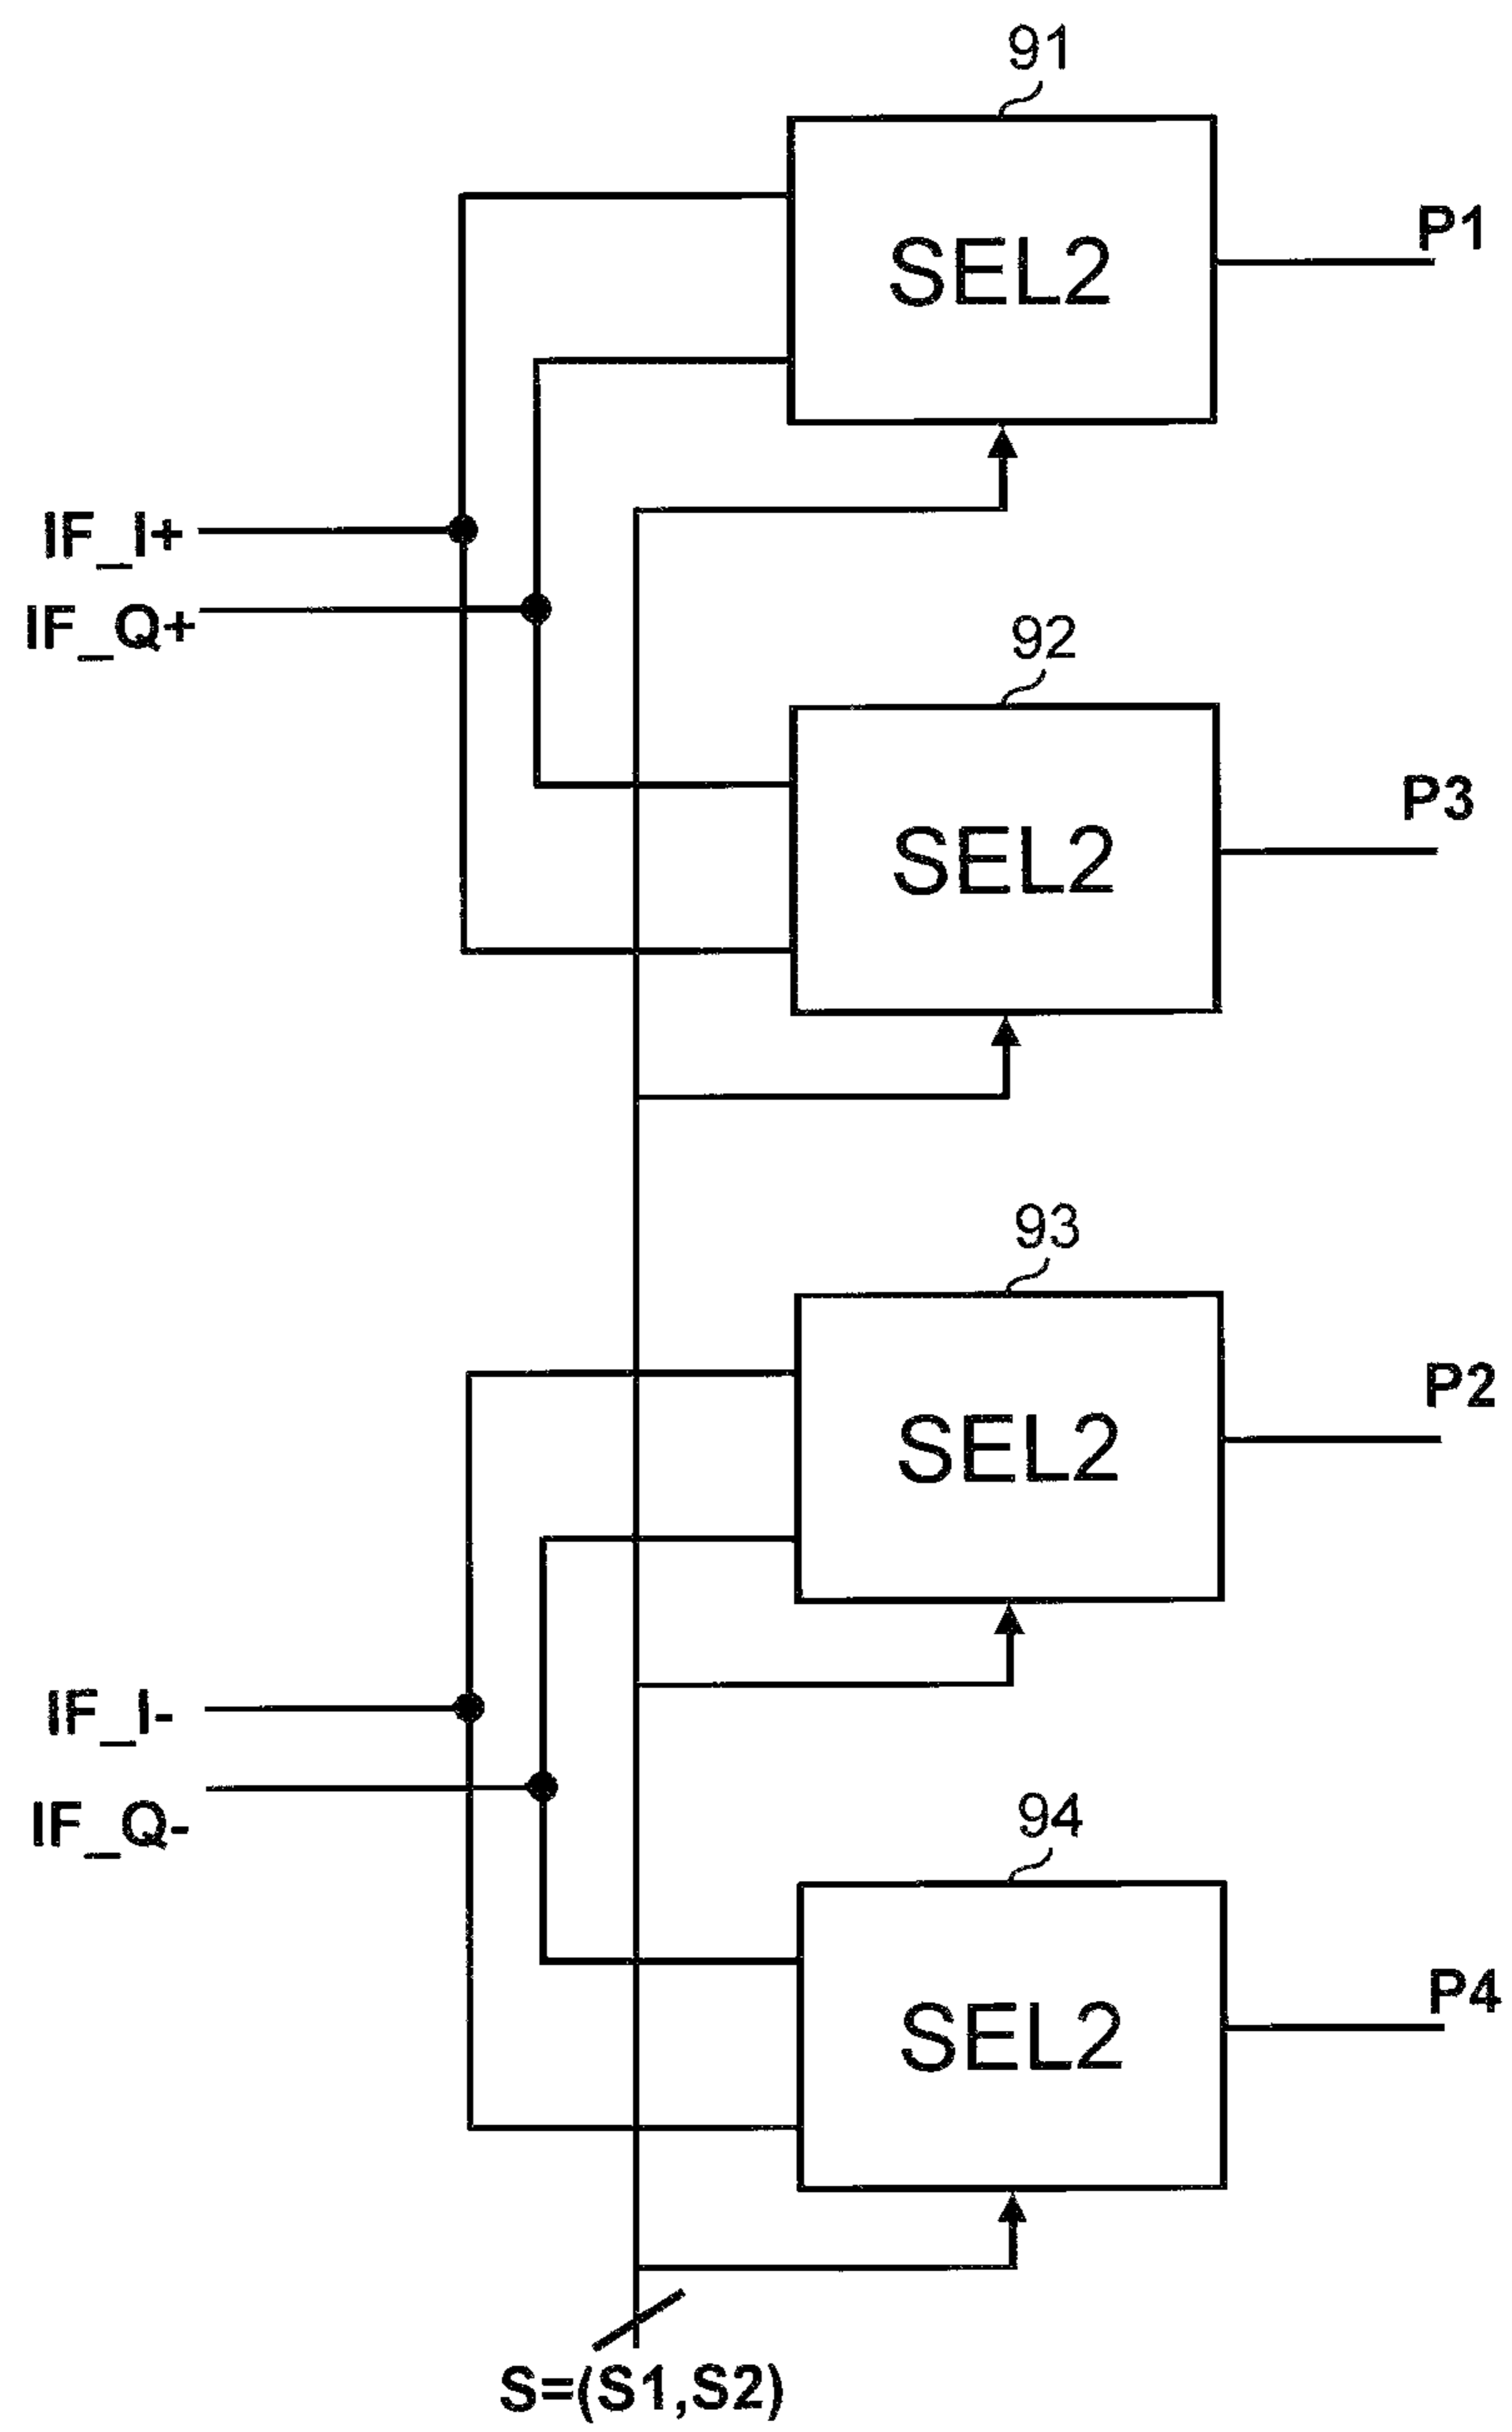 91
SEL2
P1
IF_I+
IF_Q+
92
SEL2
P3
93
SEL2
P2
IF_I-
IF_Q-
94
SEL2
P4
S=(S1,S2)